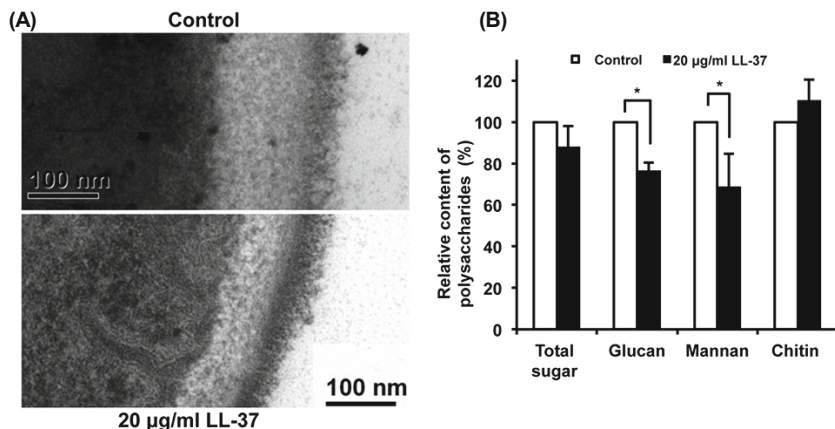 (A)
Control
100 nm
100 nm
20 µg/ml LL-37
(B)
Control
20 µg/ml LL-37
Relative content of
polysaccharides (%)
120
100
80
60
40
20
0
*
*
Total
sugar
Glucan
Mannan
Chitin